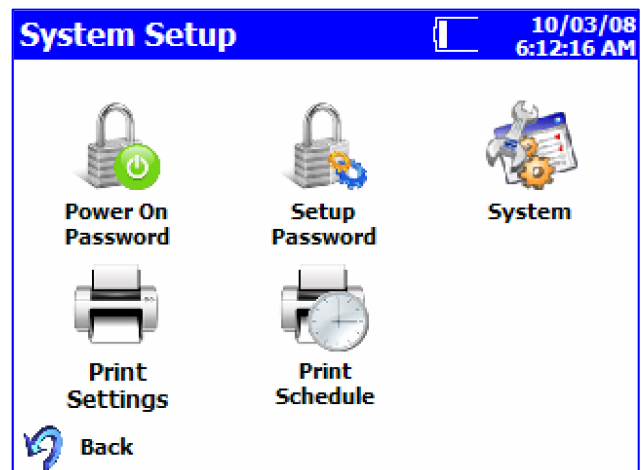 System Setup
10/03/08
6:12:16 AM
Power On
Password
Setup
Password
System
Print
Settings
Print
Schedule
Back